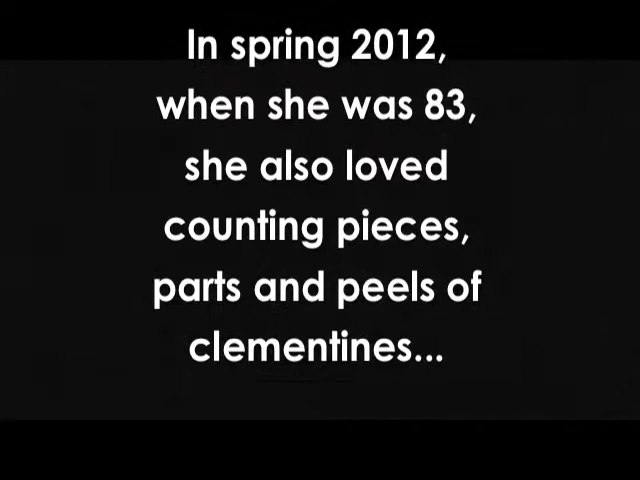 In spring 2012,
when she was 83,
she also loved
counting pieces,
parts and peels of
clementines...